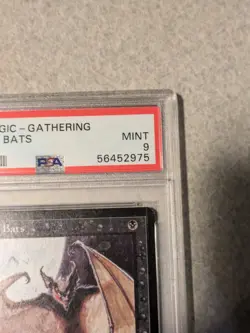 GIC - GATHERING
BATS
MINT
9
PSA
56452975
Bats